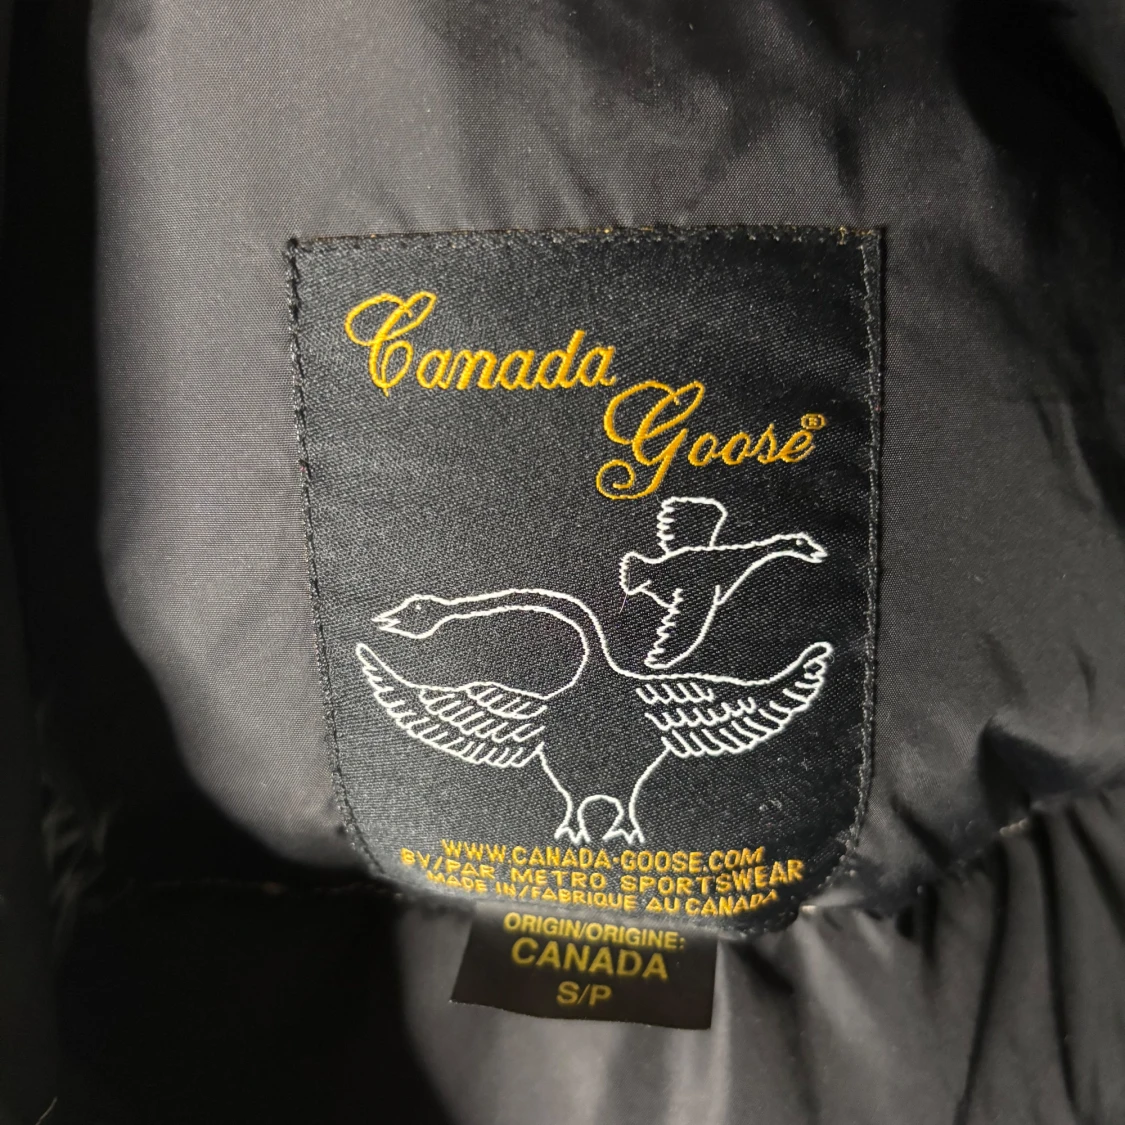 Canada
Goose®
WWW.CANADA-GOOSE.COM
BY/PAR METRO SPORTSWEAR
MADE IN/FABRIQUE AU CANADA
ORIGIN/ORIGINE:
CANADA
S/P